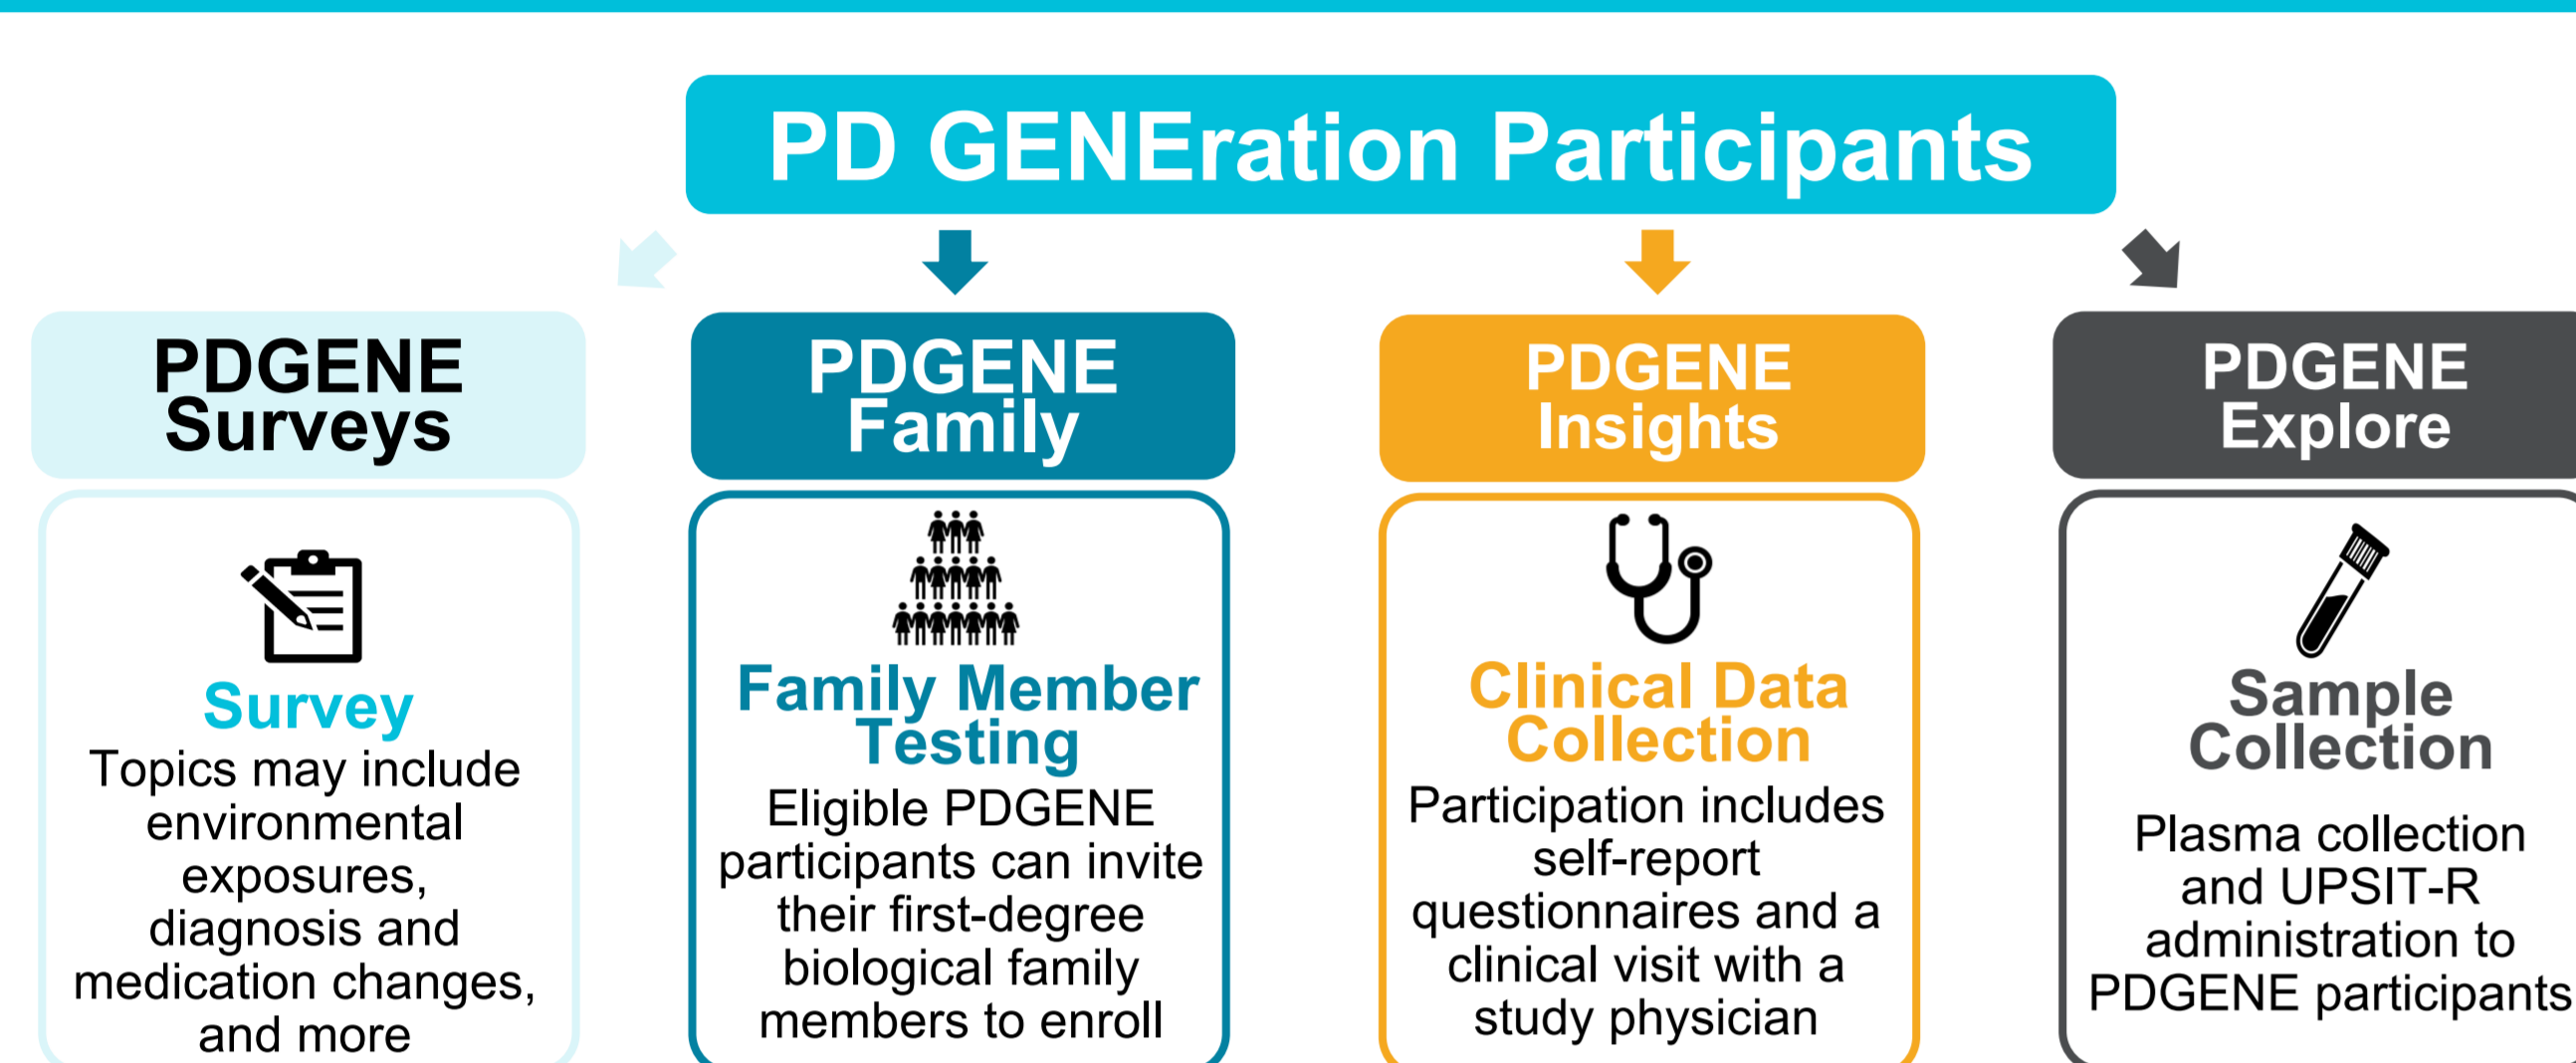 PD GENEration Participants
PDGENE
Surveys
Survey
Topics may include
environmental
exposures,
diagnosis and
medication changes,
and more
PDGENE
Family
Family Member
Testing
Eligible PDGENE
participants can invite
their first-degree
biological family
members to enroll
PDGENE
Insights
Clinical Data
Collection
Participation includes
self-report
questionnaires and a
clinical visit with a
study physician
PDGENE
Explore
Sample
Collection
Plasma collection
and UPSIT-R
administration to
PDGENE participants